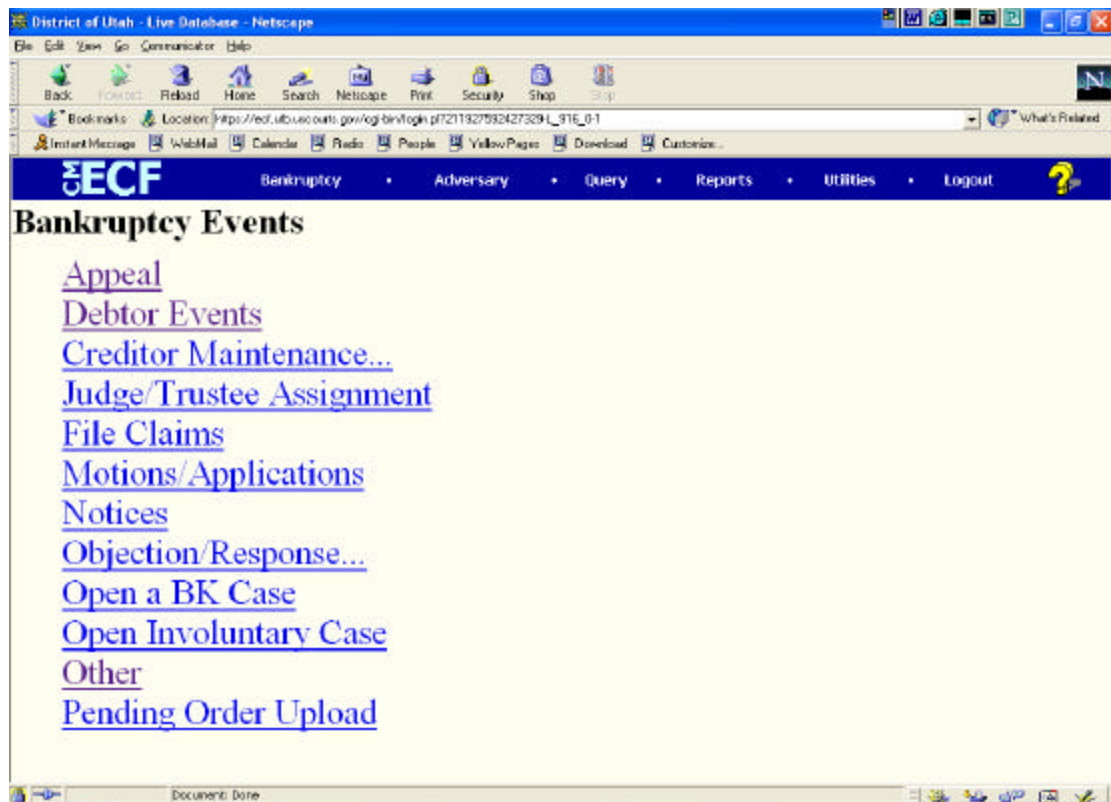 District of Utah - Live Database - Netscape
File Edit View Go Communicator Help
Back Forward Reload Home Search Netscape Print Security Shop Stop
Bookmarks Location: What's Related
Instant Message WebMail Calendar Radio People Yellow Pages Download Customize...
CM ECF Bankruptcy • Adversary • Query • Reports • Utilities • Logout ?
Bankruptcy Events
Appeal
Debtor Events
Creditor Maintenance...
Judge/Trustee Assignment
File Claims
Motions/Applications
Notices
Objection/Response...
Open a BK Case
Open Involuntary Case
Other
Pending Order Upload
Document: Done